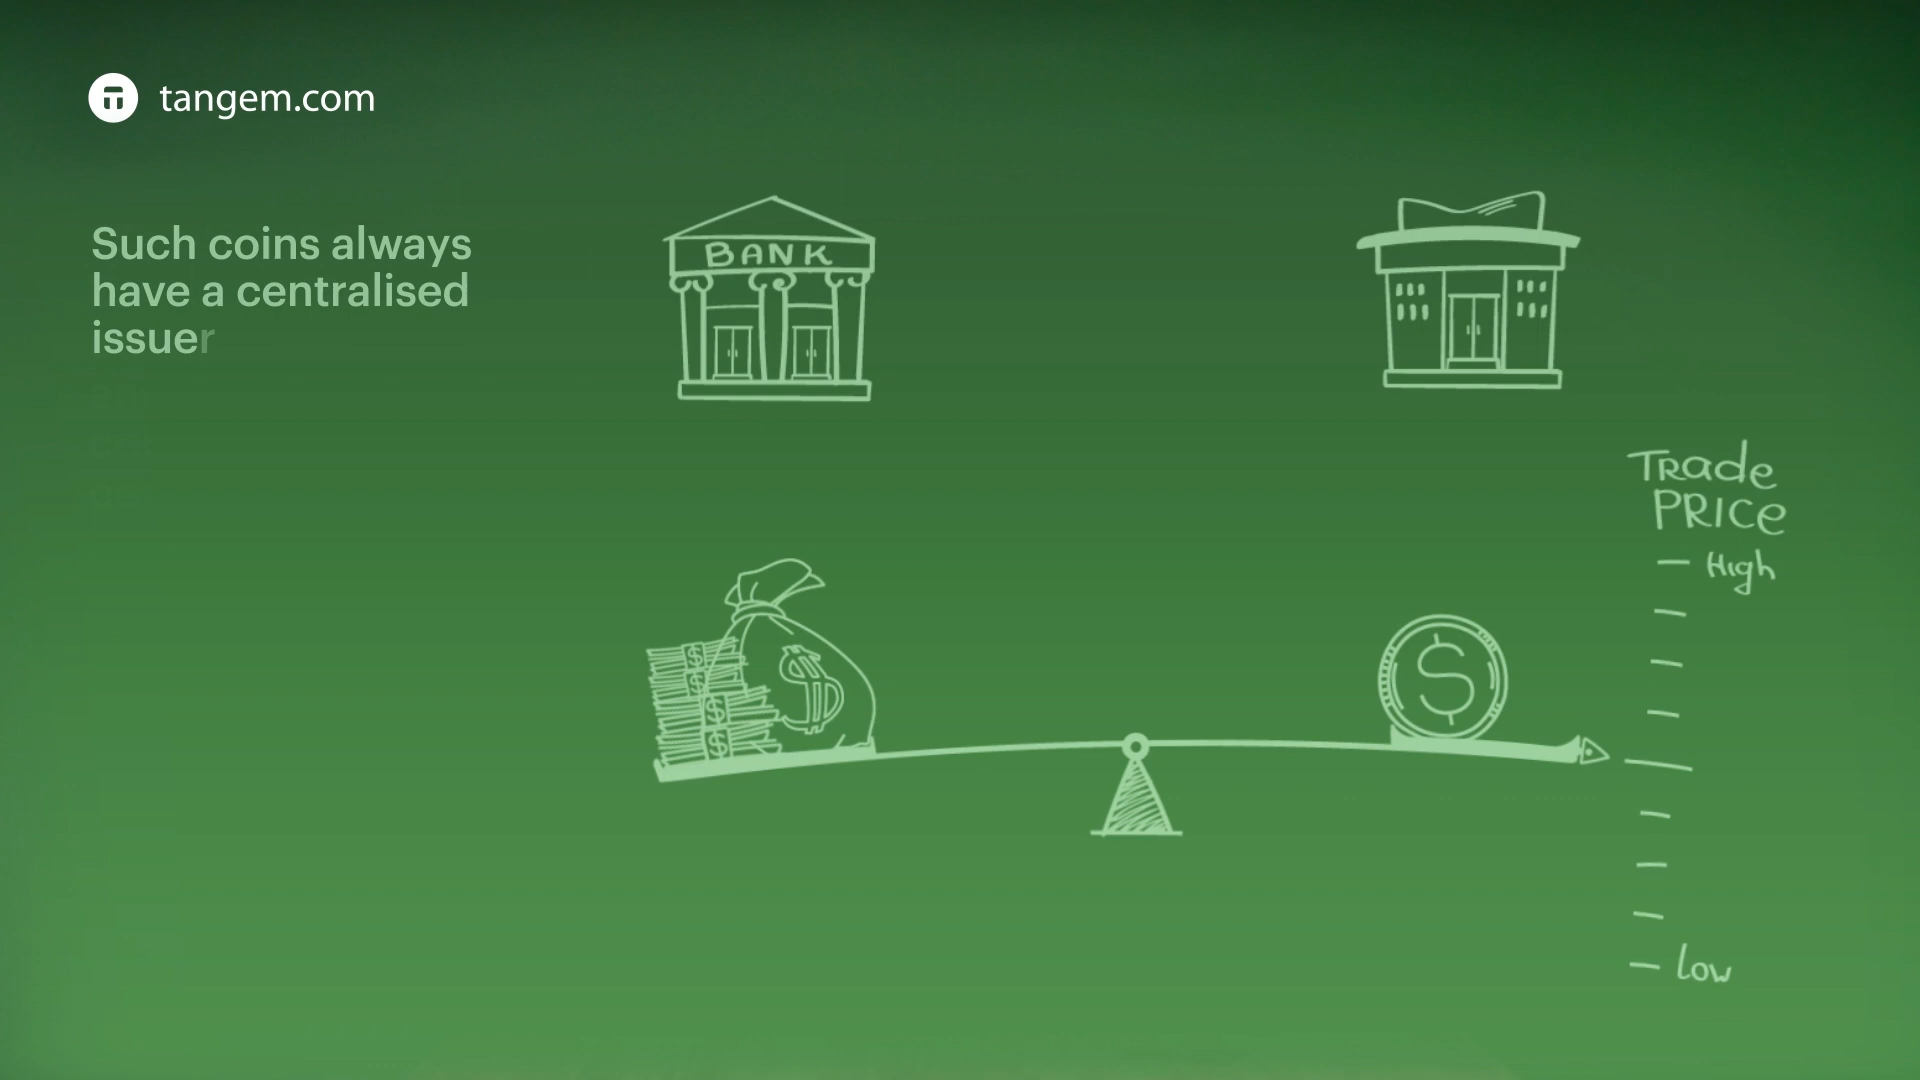 tangem.com
Such coins always
have a centralised
issuer
BANK
Trade
PRICe
High
Low
$
$
$
$
$
$